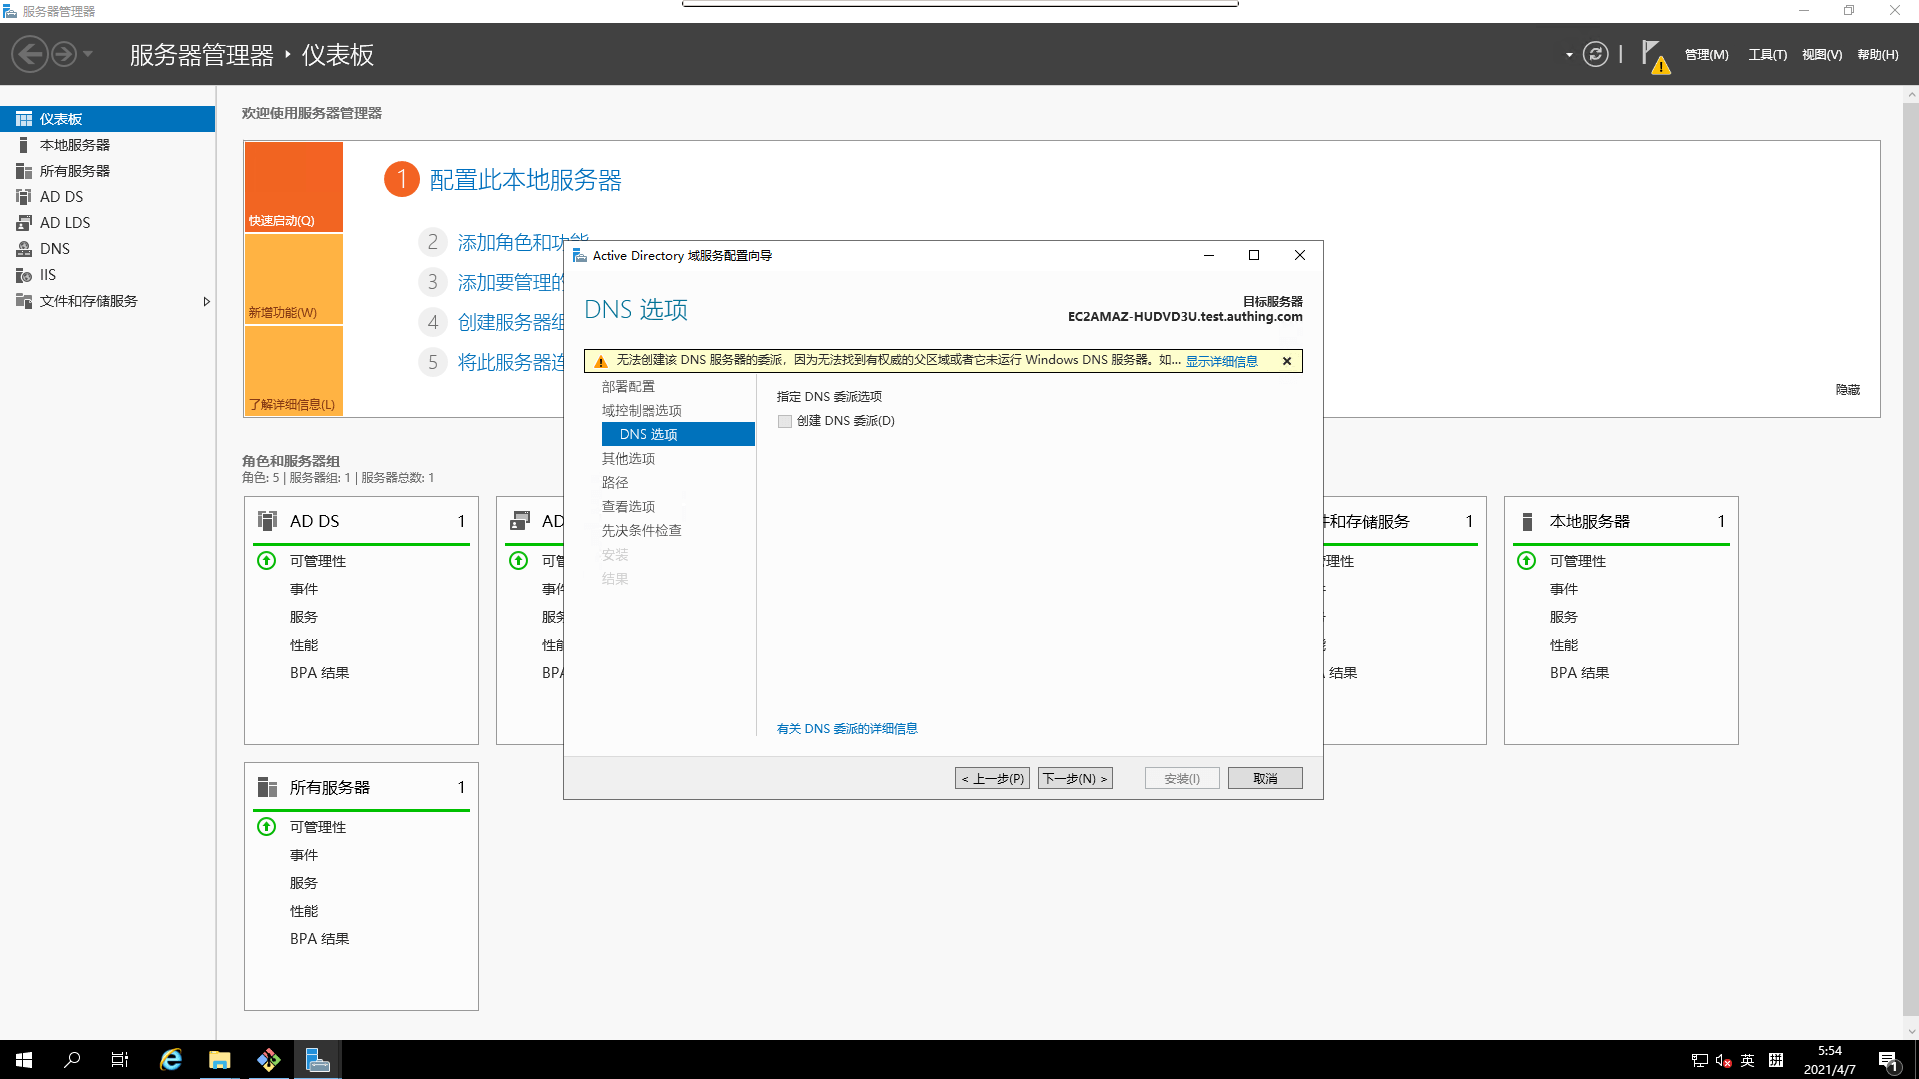 服务器管理器
服务器管理器 · 仪表板
管理(M) 工具(T) 视图(V) 帮助(H)
仪表板
本地服务器
所有服务器
AD DS
AD LDS
DNS
IIS
文件和存储服务
欢迎使用服务器管理器
快速启动(Q)
新增功能(W)
了解详细信息(L)
1 配置此本地服务器
2 添加角色和功能
3 添加要管理的
4 创建服务器组
5 将此服务器连
隐藏
角色和服务器组
角色: 5 | 服务器组: 1 | 服务器总数: 1
AD DS 1
可管理性
事件
服务
性能
BPA 结果
AD
可管
事件
服务
性能
BPA
件和存储服务 1
理性
结果
本地服务器 1
可管理性
事件
服务
性能
BPA 结果
所有服务器 1
可管理性
事件
服务
性能
BPA 结果
Active Directory 域服务配置向导
DNS 选项
目标服务器
EC2AMAZ-HUDVD3U.test.authing.com
无法创建该 DNS 服务器的委派，因为无法找到有权威的父区域或者它未运行 Windows DNS 服务器。如... 显示详细信息
部署配置
域控制器选项
DNS 选项
其他选项
路径
查看选项
先决条件检查
安装
结果
指定 DNS 委派选项
创建 DNS 委派(D)
有关 DNS 委派的详细信息
< 上一步(P) 下一步(N) > 安装(I) 取消
英
5:54
2021/4/7
1